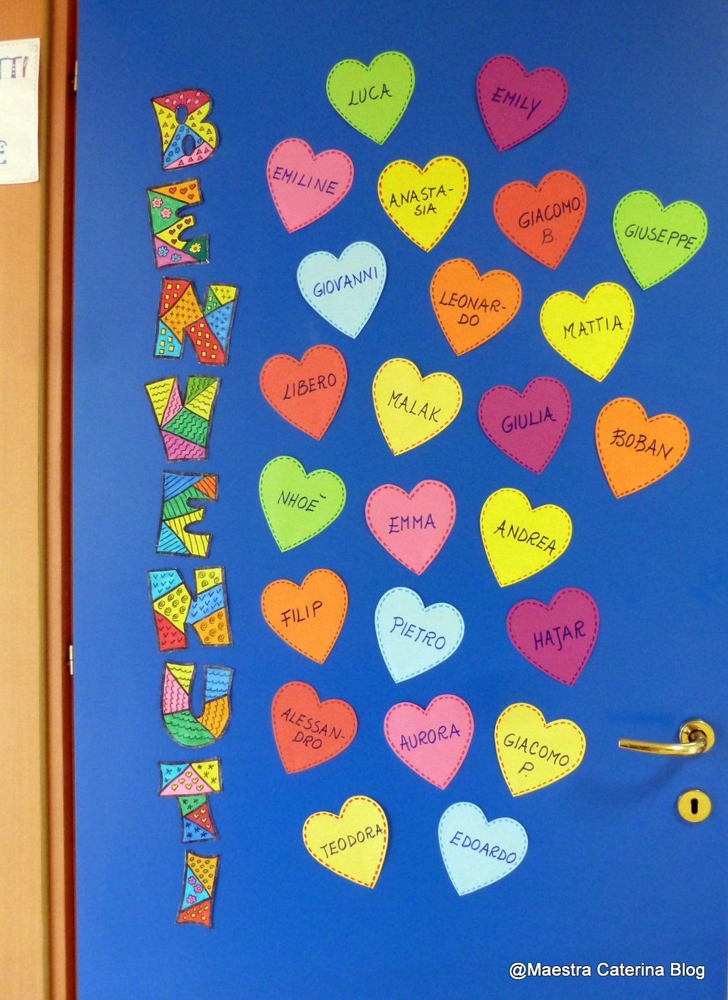 TTI
BENVENUTI
LUCA
EMILY
EMILINE
ANASTA-
SIA
GIACOMO
B.
GIUSEPPE
GIOVANNI
LEONAR-
DO
MATTIA
LIBERO
MALAK
GIULIA
BOBAN
NHOÈ
EMMA
ANDREA
FILIP
PIETRO
HAJAR
ALESSAN-
DRO
AURORA
GIACOMO
P.
TEODORA
EDOARDO
@Maestra Caterina Blog